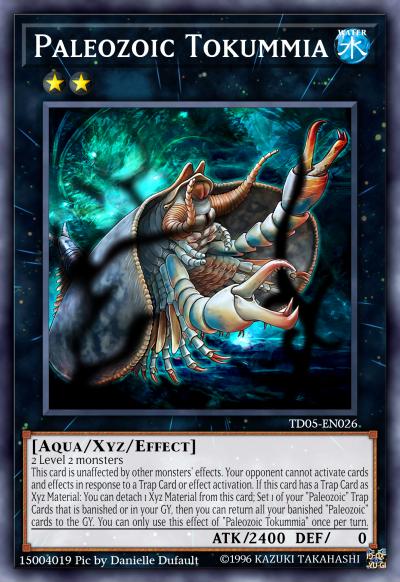 PALEOZOIC TOKUMMIA
WATER
水
TD05-EN026
[AQUA/XYZ/EFFECT]
2 Level 2 monsters
This card is unaffected by other monsters' effects. Your opponent cannot activate cards
and effects in response to a Trap Card or effect activation. If this card has a Trap Card as
Xyz Material: You can detach 1 Xyz Material from this card; Set 1 of your "Paleozoic" Trap
Cards that is banished or in your GY, then you can return all your banished "Paleozoic"
cards to the GY. You can only use this effect of "Paleozoic Tokummia" once per turn.
ATK/2400 DEF/ 0
15004019 Pic by Danielle Dufault ©1996 KAZUKI TAKAHASHI